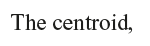 The centroid,